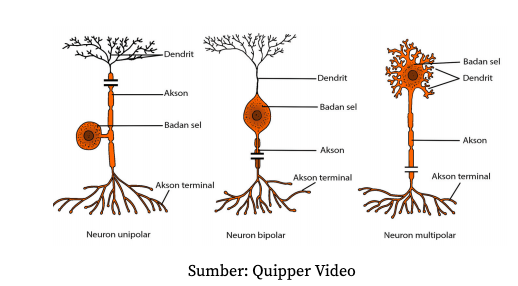 Dendrit
Akson
Badan sel
Akson terminal
Neuron unipolar
Dendrit
Badan sel
Akson
Akson terminal
Neuron bipolar
Badan sel
Dendrit
Akson
Akson terminal
Neuron multipolar
Sumber: Quipper Video